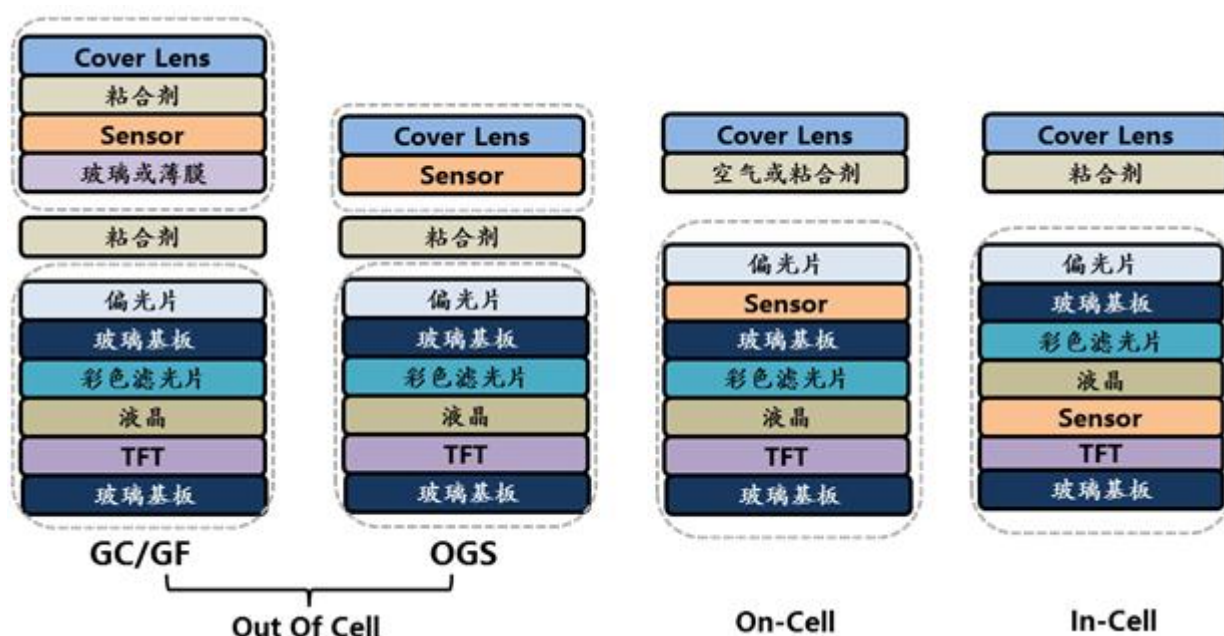 Cover Lens
粘合剂
Sensor
玻璃或薄膜
粘合剂
偏光片
玻璃基板
彩色滤光片
液晶
TFT
玻璃基板
GC/GF
Cover Lens
Sensor
粘合剂
偏光片
玻璃基板
彩色滤光片
液晶
TFT
玻璃基板
OGS
Out Of Cell
Cover Lens
空气或粘合剂
偏光片
Sensor
玻璃基板
彩色滤光片
液晶
TFT
玻璃基板
On-Cell
Cover Lens
粘合剂
偏光片
玻璃基板
彩色滤光片
液晶
Sensor
TFT
玻璃基板
In-Cell